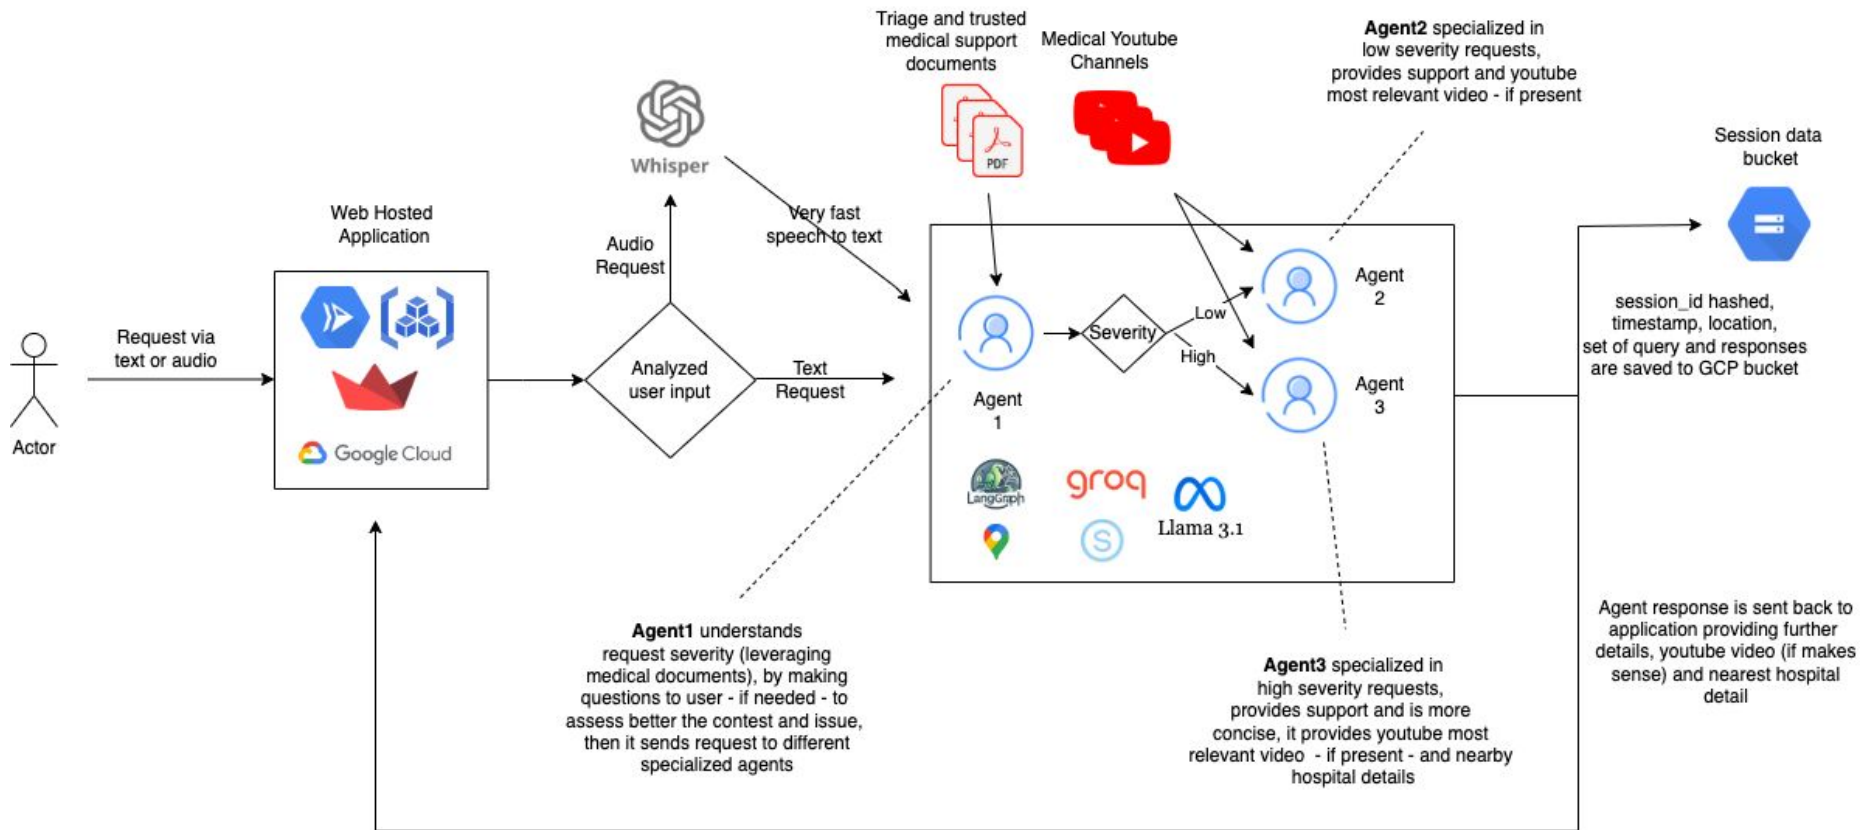 Triage and trusted
medical support
documents
Medical Youtube
Channels
Agent2 specialized in
low severity requests,
provides support and youtube
most relevant video - if present
PDF
Whisper
Session data
bucket
Web Hosted
Application
Very fast
speech to text
Audio
Request
Request via
text or audio
Actor
Google Cloud
Analyzed
user input
Text
Request
Agent
1
Severity
Low
High
Agent
2
Agent
3
session_id hashed,
timestamp, location,
set of query and responses
are saved to GCP bucket
LangGraph
groq
S
Llama 3.1
Agent1 understands
request severity (leveraging
medical documents), by making
questions to user - if needed - to
assess better the contest and issue,
then it sends request to different
specialized agents
Agent3 specialized in
high severity requests,
provides support and is more
concise, it provides youtube most
relevant video - if present - and nearby
hospital details
Agent response is sent back to
application providing further
details, youtube video (if makes
sense) and nearest hospital
detail